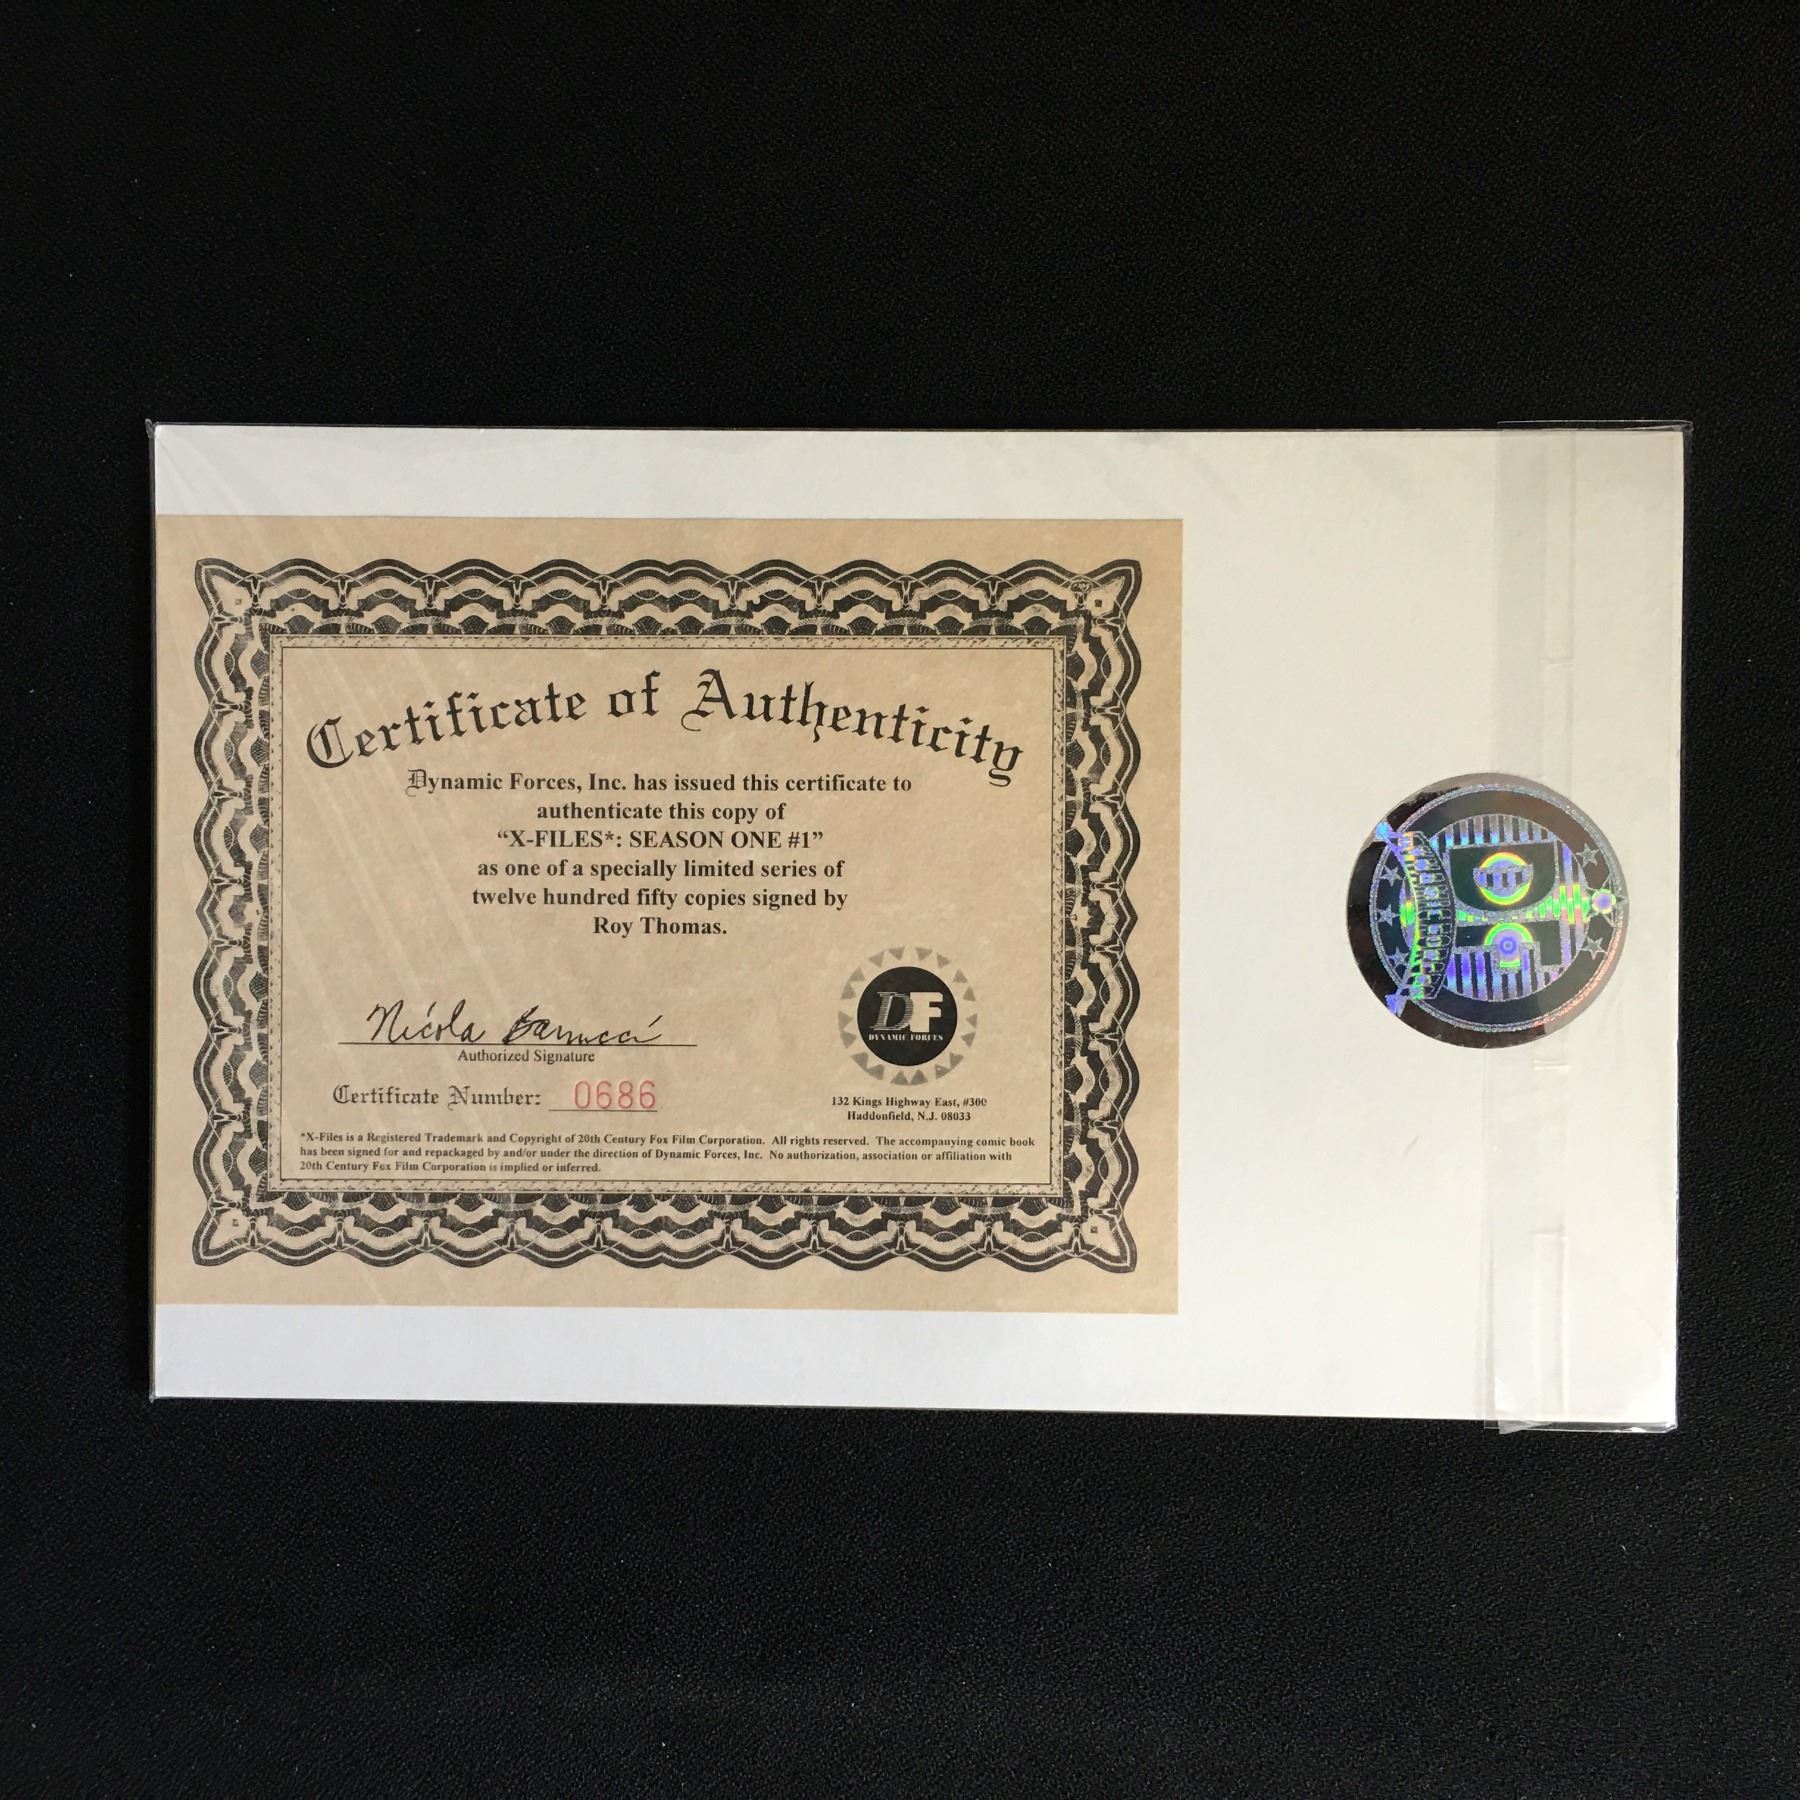 Certificate of Authenticity
Dynamic Forces, Inc. has issued this certificate to
authenticate this copy of
“X-FILES*: SEASON ONE #1”
as one of a specially limited series of
twelve hundred fifty copies signed by
Roy Thomas.
Nicola Barrucci
Authorized Signature
Certificate Number: 0686
DF
DYNAMIC FORCES
132 Kings Highway East, #300
Haddonfield, N.J. 08033
*X-Files is a Registered Trademark and Copyright of 20th Century Fox Film Corporation. All rights reserved. The accompanying comic book
has been signed for and repackaged by and/or under the direction of Dynamic Forces, Inc. No authorization, association or affiliation with
20th Century Fox Film Corporation is implied or inferred.